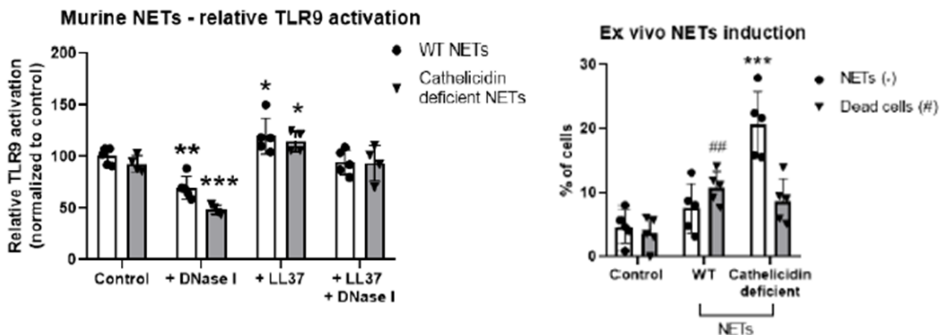 Murine NETs - relative TLR9 activation
Relative TLR9 activation
(normalized to control)
200
150
100
50
0
*
*
**
***
WT NETs
Cathelicidin
deficient NETs
Control
+ DNase I
+ LL37
+ LL37
+ DNase I
Ex vivo NETs induction
% of cells
30
20
10
0
***
##
NETs (*)
Dead cells (#)
Control
WT
Cathelicidin
deficient
NETs